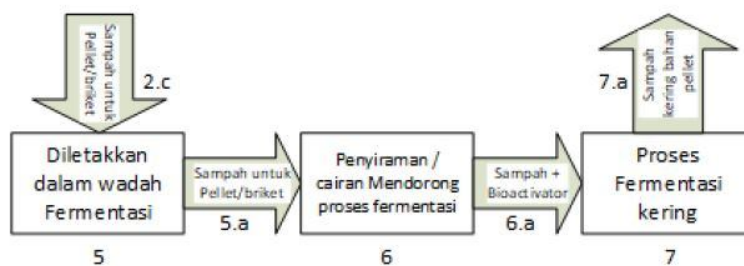 Sampah untuk
Pellet/briket
2.c
Diletakkan
dalam wadah
Fermentasi
5
Sampah untuk
Pellet/briket
5.a
Penyiraman /
cairan Mendorong
proses fermentasi
6
Sampah +
Bioactivator
6.a
Proses
Fermentasi
kering
7
7.a
Sampah
kering bahan
pellet